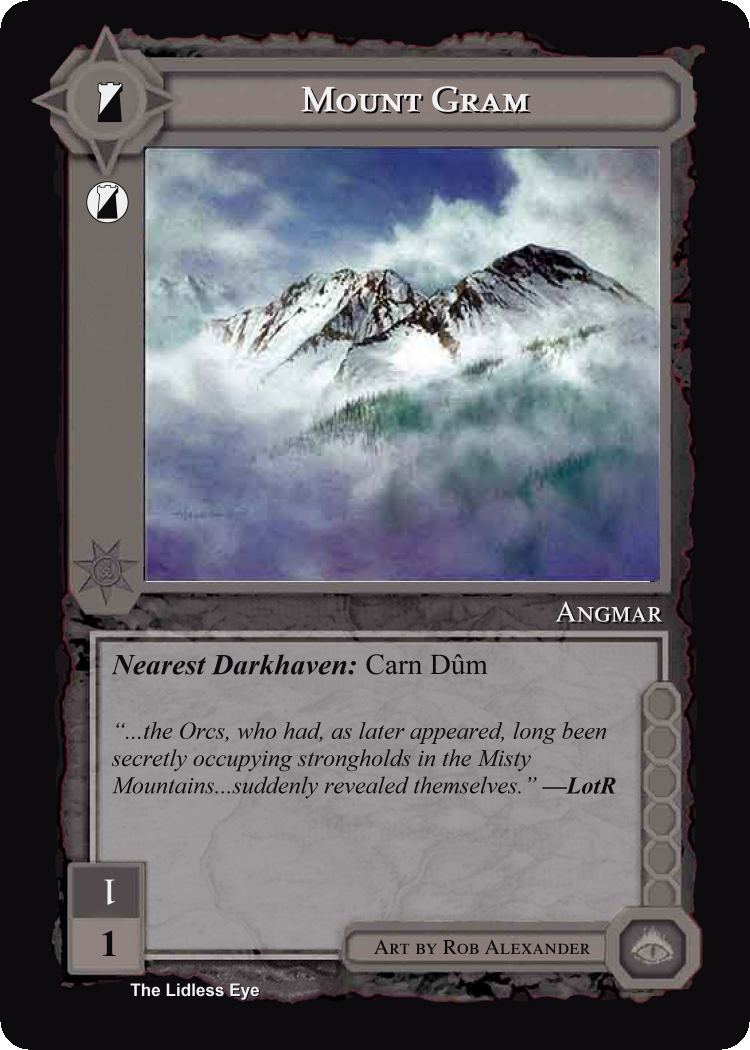 Mount Gram
Angmar
Nearest Darkhaven: Carn Dûm
“...the Orcs, who had, as later appeared, long been
secretly occupying strongholds in the Misty
Mountains...suddenly revealed themselves.” —LotR
1
1
Art by Rob Alexander
The Lidless Eye